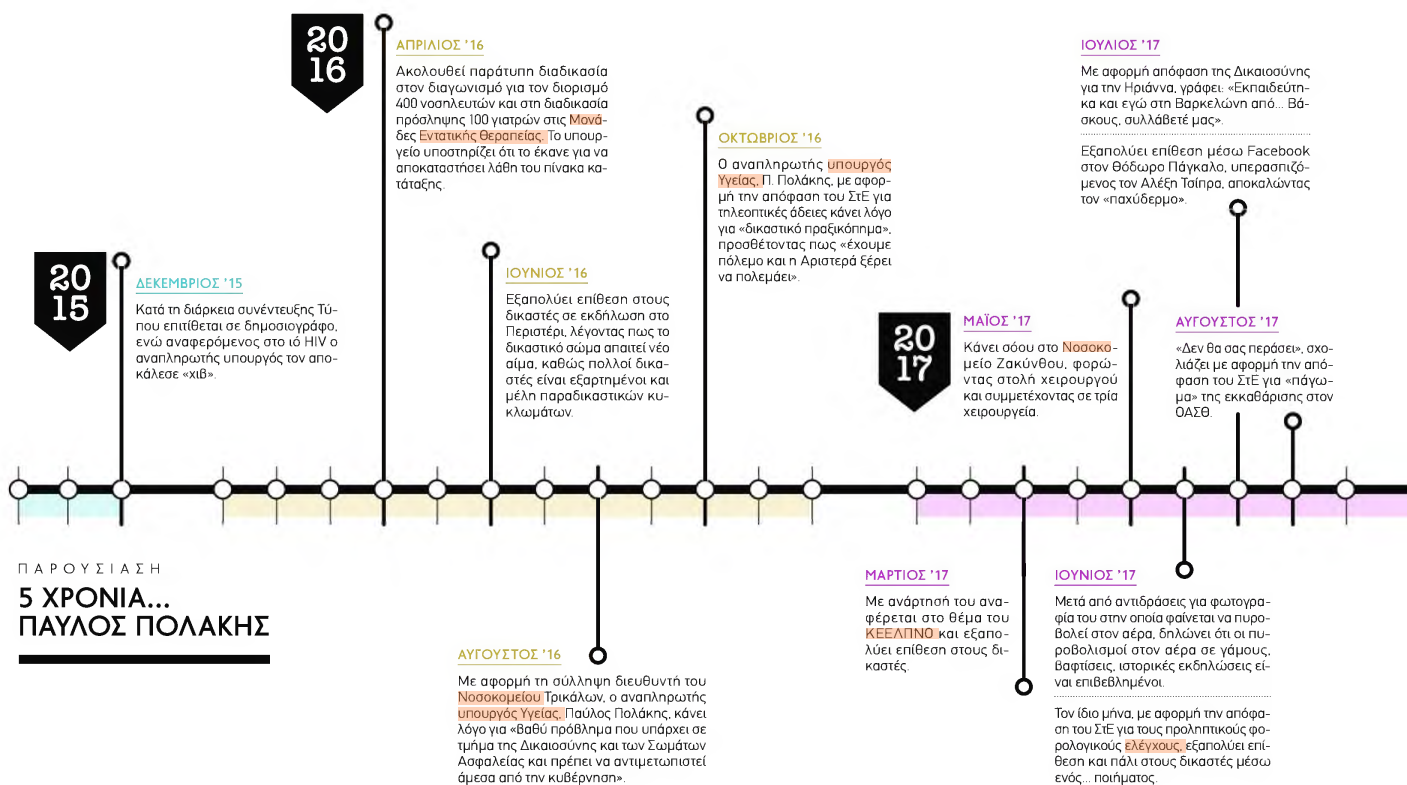 20
15
ΔΕΚΕΜΒΡΙΟΣ '15
Κατά τη διάρκεια συνέντευξης Τύ-
που επιτίθεται σε δημοσιογράφο,
ενώ αναφερόμενος στο ιό HIV ο
αναπληρωτής υπουργός τον απο-
κάλεσε «χιβ».
20
16
ΑΠΡΙΛΙΟΣ '16
Ακολουθεί παράτυπη διαδικασία
στον διαγωνισμό για τον διορισμό
400 νοσηλευτών και στη διαδικασία
πρόσληψης 100 γιατρών στις Μονά-
δες Εντατικής Θεραπείας. Το υπουρ-
γείο υποστηρίζει ότι το έκανε για να
αποκαταστήσει λάθη του πίνακα κα-
τάταξης.
ΙΟΥΝΙΟΣ '16
Εξαπολύει επίθεση στους
δικαστές σε εκδήλωση στο
Περιστέρι, λέγοντας πως το
δικαστικό σώμα απαιτεί νέο
αίμα, καθώς πολλοί δικα-
στές είναι εξαρτημένοι και
μέλη παραδικαστικών κυ-
κλωμάτων.
ΑΥΓΟΥΣΤΟΣ '16
Με αφορμή τη σύλληψη διευθυντή του
Νοσοκομείου Τρικάλων, ο αναπληρωτής
υπουργός Υγείας, Παύλος Πολάκης, κάνει
λόγο για «βαθύ πρόβλημα που υπάρχει σε
τμήμα της Δικαιοσύνης και των Σωμάτων
Ασφαλείας και πρέπει να αντιμετωπιστεί
άμεσα από την κυβέρνηση».
ΟΚΤΩΒΡΙΟΣ '16
Ο αναπληρωτής υπουργός
Υγείας, Π. Πολάκης, με αφορ-
μή την απόφαση του ΣτΕ για
τηλεοπτικές άδειες κάνει λόγο
για «δικαστικό πραξικόπημα»,
προσθέτοντας πως «έχουμε
πόλεμο και η Αριστερά ξέρει
να πολεμάει».
20
17
ΜΑΡΤΙΟΣ '17
Με ανάρτησή του ανα-
φέρεται στο θέμα του
ΚΕΕΛΠΝΟ και εξαπο-
λύει επίθεση στους δι-
καστές.
ΜΑΪΟΣ '17
Κάνει σόου στο Νοσοκο-
μείο Ζακύνθου, φορώ-
ντας στολή χειρουργού
και συμμετέχοντας σε τρία
χειρουργεία.
ΙΟΥΝΙΟΣ '17
Μετά από αντιδράσεις για φωτογρα-
φία του στην οποία φαίνεται να πυρο-
βολεί στον αέρα, δηλώνει ότι οι πυ-
ροβολισμοί στον αέρα σε γάμους,
βαφτίσεις, ιστορικές εκδηλώσεις εί-
ναι επιβεβλημένοι.
Τον ίδιο μήνα, με αφορμή την απόφα-
ση του ΣτΕ για τους προληπτικούς φο-
ρολογικούς ελέγχους, εξαπολύει επί-
θεση και πάλι στους δικαστές μέσω
ενός... ποιήματος.
ΙΟΥΛΙΟΣ '17
Με αφορμή απόφαση της Δικαιοσύνης
για την Ηριάννα, γράφει: «Εκπαιδεύτη-
κα και εγώ στη Βαρκελώνη από... Βά-
σκους, συλλάβετέ μας».
Εξαπολύει επίθεση μέσω Facebook
στον Θόδωρο Πάγκαλο, υπερασπιζό-
μενος τον Αλέξη Τσίπρα, αποκαλώντας
τον «παχύδερμο».
ΑΥΓΟΥΣΤΟΣ '17
«Δεν θα σας περάσει», σχο-
λιάζει με αφορμή την από-
φαση του ΣτΕ για «πάγω-
μα» της εκκαθάρισης στον
ΟΑΣΘ.
ΠΑΡΟΥΣΙΑΣΗ
5 ΧΡΟΝΙΑ...
ΠΑΥΛΟΣ ΠΟΛΑΚΗΣ